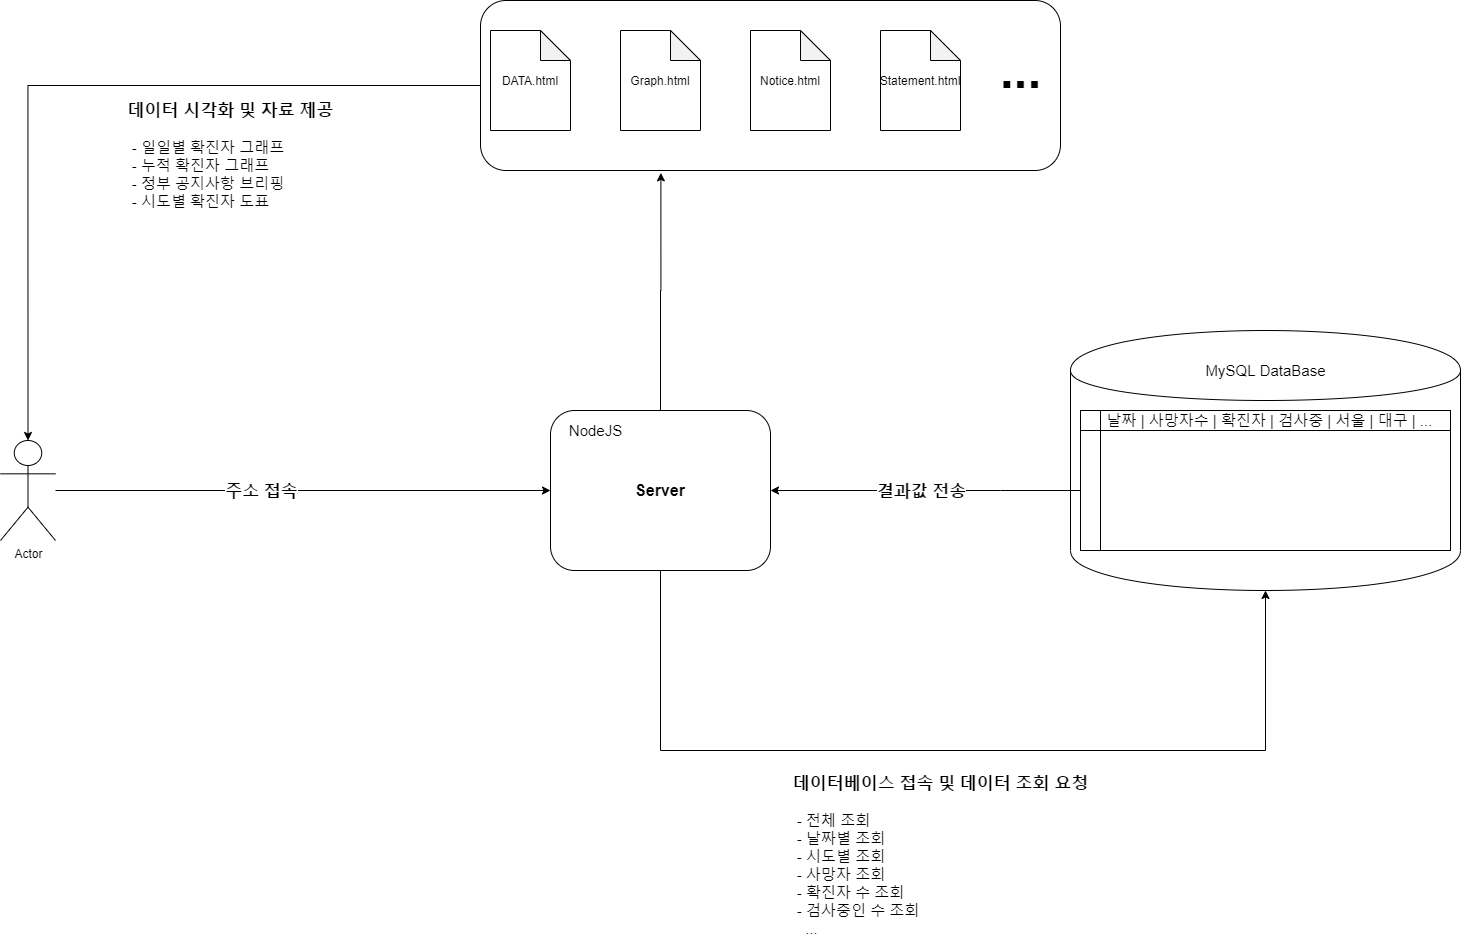 DATA.html
Graph.html
Notice.html
Statement.html
...
데이터 시각화 및 자료 제공
- 일일별 확진자 그래프
- 누적 확진자 그래프
- 정부 공지사항 브리핑
- 시도별 확진자 도표
MySQL DataBase
날짜 | 사망자수 | 확진자 | 검사중 | 서울 | 대구 | ...
NodeJS
Server
주소 접속
결과값 전송
Actor
데이터베이스 접속 및 데이터 조회 요청
- 전체 조회
- 날짜별 조회
- 시도별 조회
- 사망자 조회
- 확진자 수 조회
- 검사중인 수 조회
...